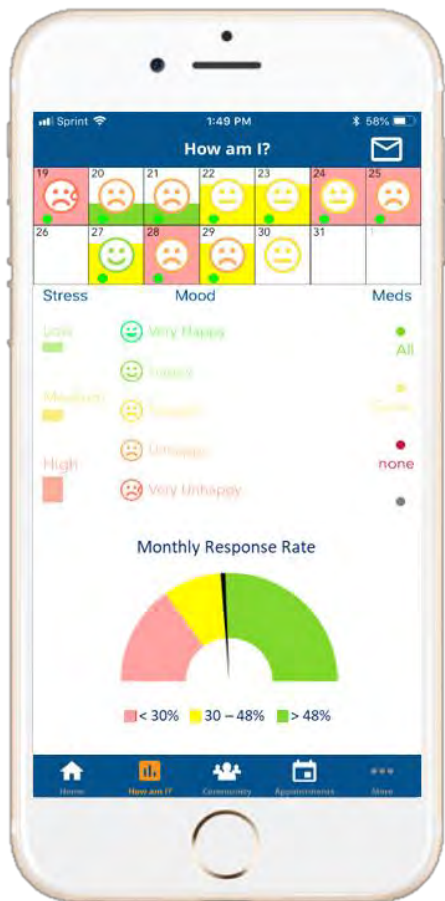 Sprint 1:49 PM 58%
How am I?
19 20 21 22 23 24 25
26 27 28 29 30 31 1
Stress Mood Meds
Low Very Happy
All
Happy
Medium
Unhappy
High none
Very Unhappy
Monthly Response Rate
< 30% 30 – 48% > 48%
Home How am I? Community Appointments More